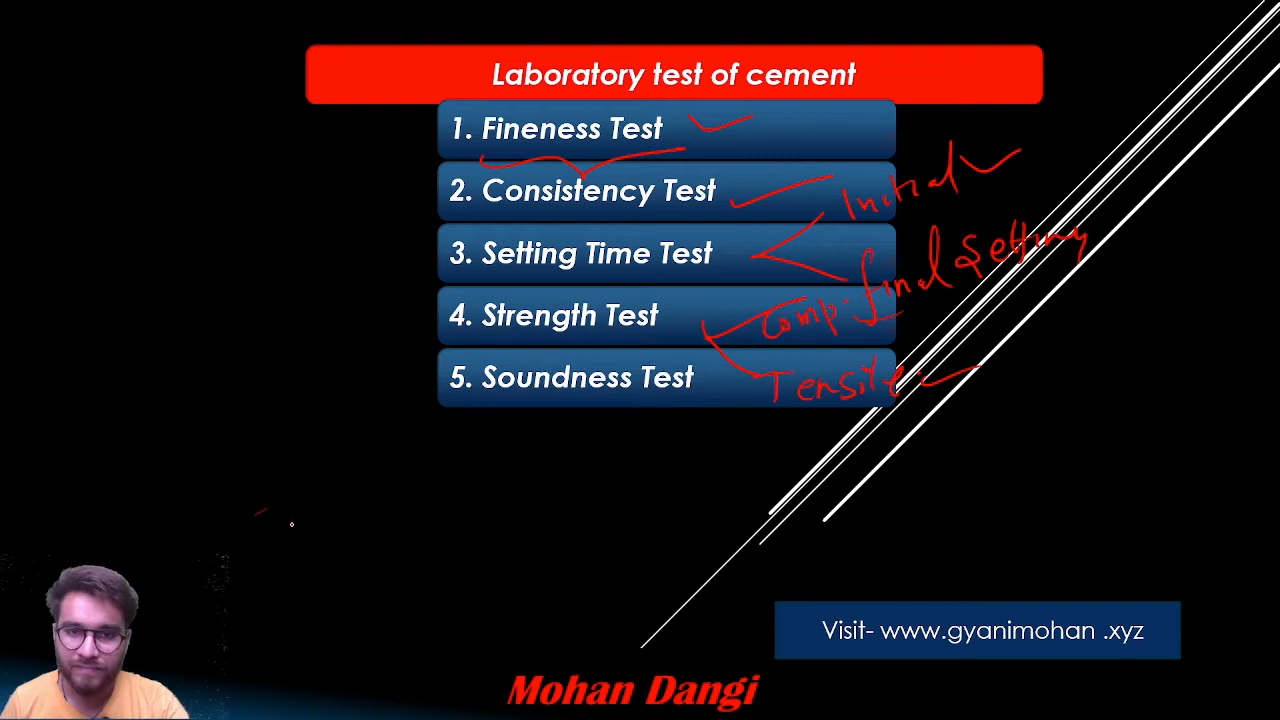 Laboratory test of cement
1. Fineness Test
2. Consistency Test
Initial
3. Setting Time Test
final Setting
4. Strength Test
Comp.
5. Soundness Test
Tensile
Visit- www.gyanimohan .xyz
Mohan Dangi